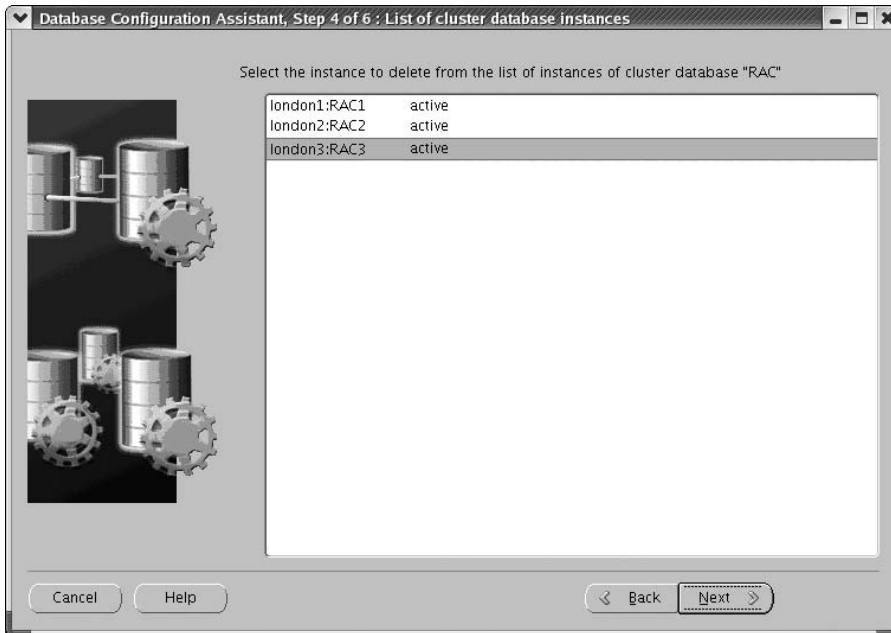 Database Configuration Assistant, Step 4 of 6 : List of cluster database instances
Select the instance to delete from the list of instances of cluster database "RAC"
london1:RAC1 active
london2:RAC2 active
london3:RAC3 active
Cancel Help Back Next